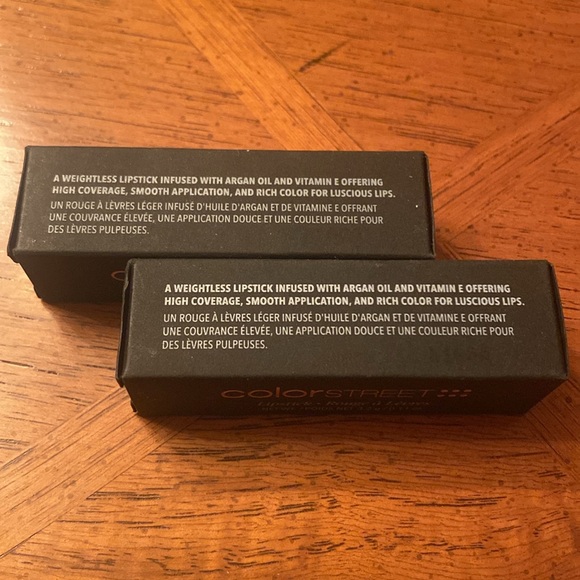 A WEIGHTLESS LIPSTICK INFUSED WITH ARGAN OIL AND VITAMIN E OFFERING
HIGH COVERAGE, SMOOTH APPLICATION, AND RICH COLOR FOR LUSCIOUS LIPS.
UN ROUGE À LÈVRES LÉGER INFUSÉ D'HUILE D'ARGAN ET DE VITAMINE E OFFRANT
UNE COUVRANCE ÉLEVÉE, UNE APPLICATION DOUCE ET UNE COULEUR RICHE POUR
DES LÈVRES PULPEUSES.
A WEIGHTLESS LIPSTICK INFUSED WITH ARGAN OIL AND VITAMIN E OFFERING
HIGH COVERAGE, SMOOTH APPLICATION, AND RICH COLOR FOR LUSCIOUS LIPS.
UN ROUGE À LÈVRES LÉGER INFUSÉ D'HUILE D'ARGAN ET DE VITAMINE E OFFRANT
UNE COUVRANCE ÉLEVÉE, UNE APPLICATION DOUCE ET UNE COULEUR RICHE POUR
DES LÈVRES PULPEUSES.
colorSTREET